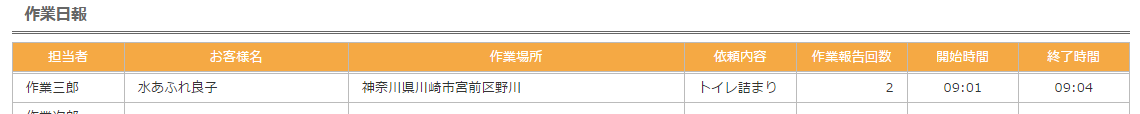 作業日報
担当者 お客様名 作業場所 依頼内容 作業報告回数 開始時間 終了時間
作業三郎 水あふれ良子 神奈川県川崎市宮前区野川 トイレ詰まり 2 09:01 09:04